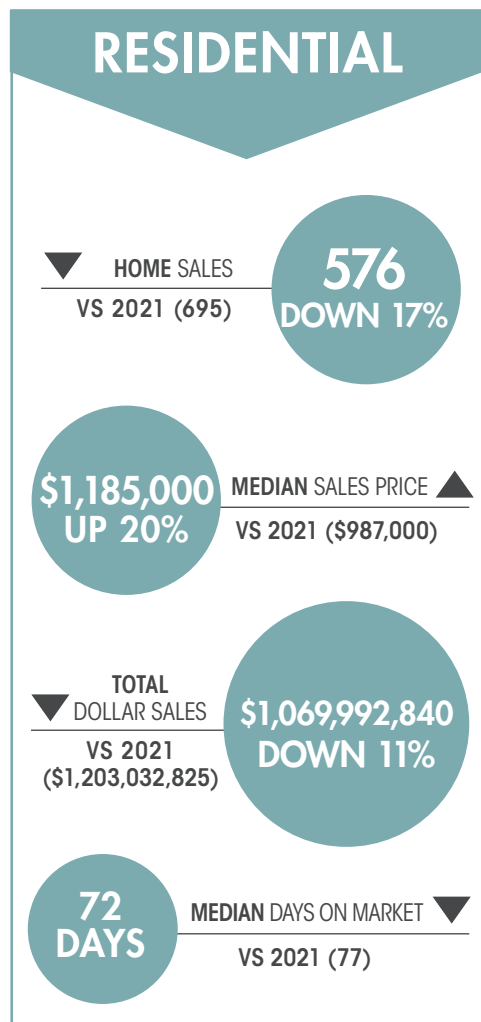 RESIDENTIAL
HOME SALES
VS 2021 (695)
576
DOWN 17%
$1,185,000
UP 20%
MEDIAN SALES PRICE
VS 2021 ($987,000)
TOTAL
DOLLAR SALES
VS 2021
($1,203,032,825)
$1,069,992,840
DOWN 11%
72
DAYS
MEDIAN DAYS ON MARKET
VS 2021 (77)